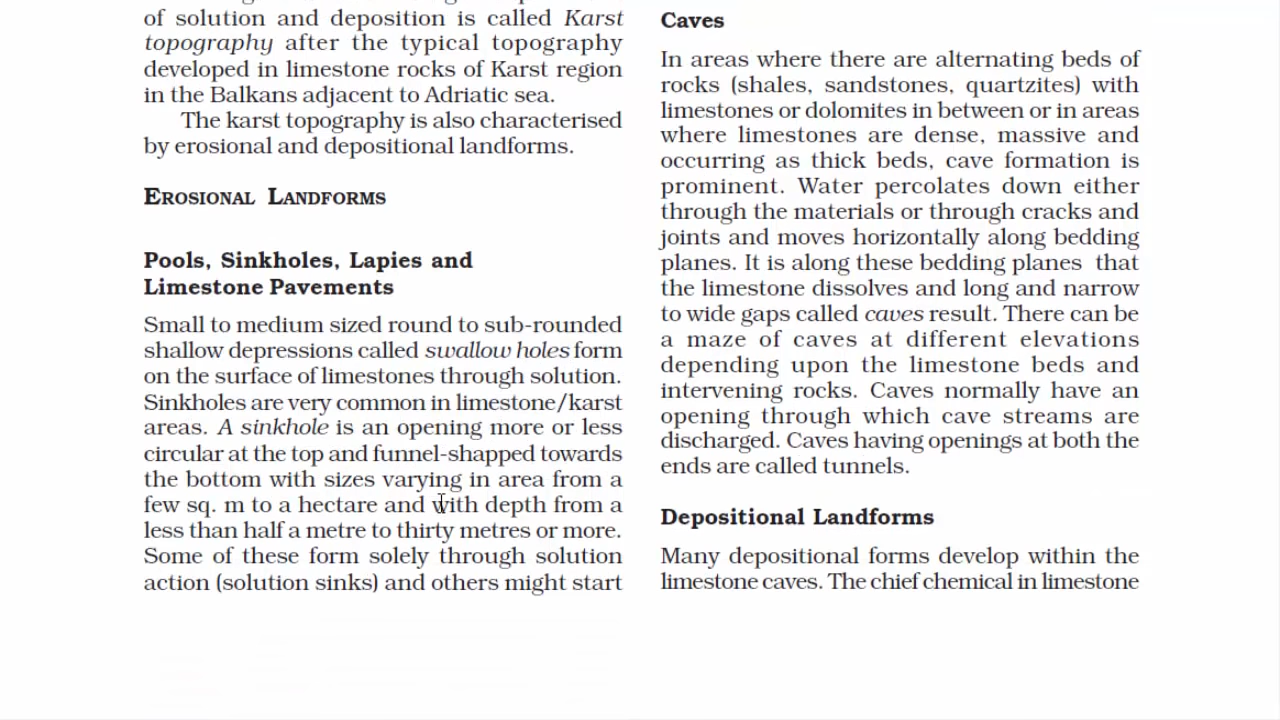 of solution and deposition is called Karst
topography after the typical topography
developed in limestone rocks of Karst region
in the Balkans adjacent to Adriatic sea.
The karst topography is also characterised
by erosional and depositional landforms.
EROSIONAL LANDFORMS
Pools, Sinkholes, Lapies and
Limestone Pavements
Small to medium sized round to sub-rounded
shallow depressions called swallow holes form
on the surface of limestones through solution.
Sinkholes are very common in limestone/karst
areas. A sinkhole is an opening more or less
circular at the top and funnel-shapped towards
the bottom with sizes varying in area from a
few sq. m to a hectare and with depth from a
less than half a metre to thirty metres or more.
Some of these form solely through solution
action (solution sinks) and others might start
Caves
In areas where there are alternating beds of
rocks (shales, sandstones, quartzites) with
limestones or dolomites in between or in areas
where limestones are dense, massive and
occurring as thick beds, cave formation is
prominent. Water percolates down either
through the materials or through cracks and
joints and moves horizontally along bedding
planes. It is along these bedding planes that
the limestone dissolves and long and narrow
to wide gaps called caves result. There can be
a maze of caves at different elevations
depending upon the limestone beds and
intervening rocks. Caves normally have an
opening through which cave streams are
discharged. Caves having openings at both the
ends are called tunnels.
Depositional Landforms
Many depositional forms develop within the
limestone caves. The chief chemical in limestone